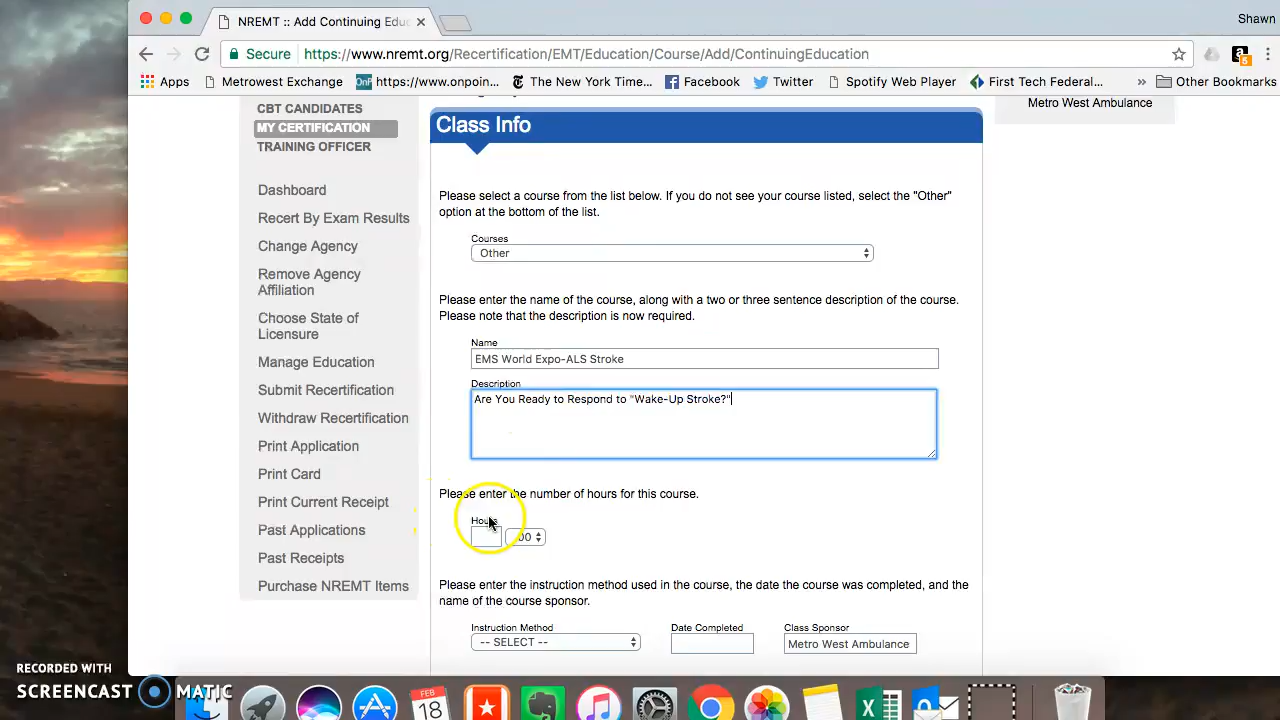 NREMT :: Add Continuing Educ
Shawn
Secure https://www.nremt.org/Recertification/EMT/Education/Course/Add/ContinuingEducation
Apps Metrowest Exchange OnP https://www.onpoin... The New York Time... Facebook Twitter Spotify Web Player First Tech Federal... » Other Bookmarks
CBT CANDIDATES
MY CERTIFICATION
TRAINING OFFICER
Dashboard
Recert By Exam Results
Change Agency
Remove Agency
Affiliation
Choose State of
Licensure
Manage Education
Submit Recertification
Withdraw Recertification
Print Application
Print Card
Print Current Receipt
Past Applications
Past Receipts
Purchase NREMT Items
Metro West Ambulance
Class Info
Please select a course from the list below. If you do not see your course listed, select the "Other"
option at the bottom of the list.
Courses
Other
Please enter the name of the course, along with a two or three sentence description of the course.
Please note that the description is now required.
Name
EMS World Expo-ALS Stroke
Description
Are You Ready to Respond to "Wake-Up Stroke?"
Please enter the number of hours for this course.
Hours
00
Please enter the instruction method used in the course, the date the course was completed, and the
name of the course sponsor.
Instruction Method Date Completed Class Sponsor
-- SELECT -- Metro West Ambulance
RECORDED WITH
SCREENCAST MATIC
FEB
18